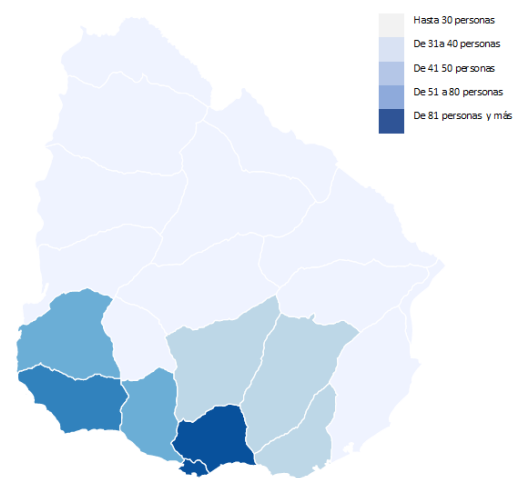 Hasta 30 personas
De 31a 40 personas
De 41 50 personas
De 51 a 80 personas
De 81 personas y más